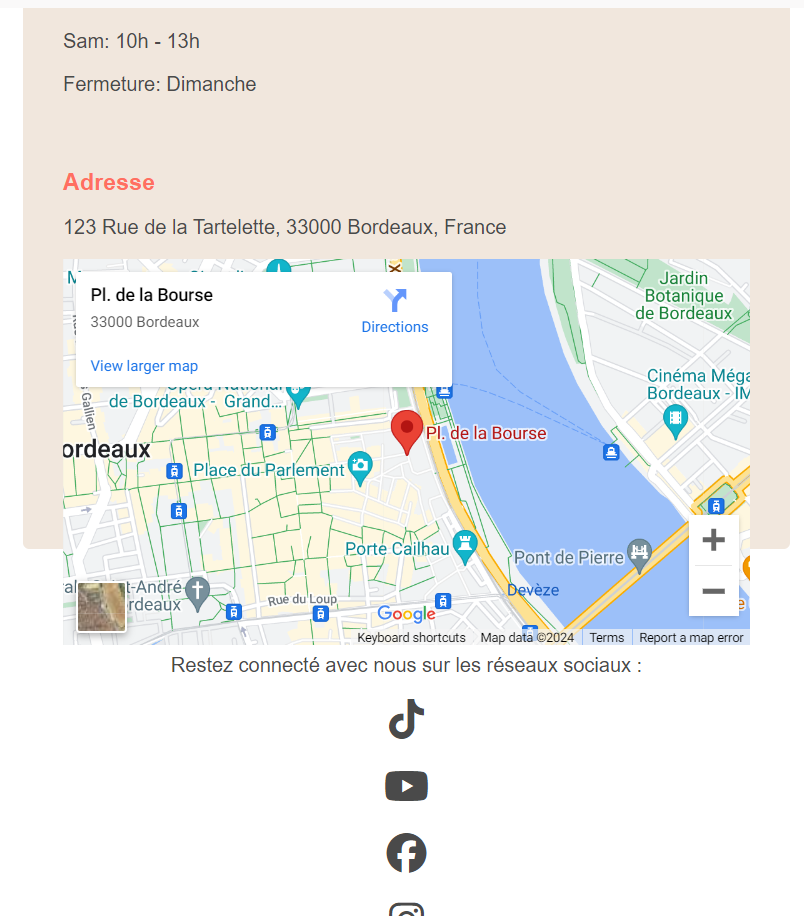 Sam: 10h - 13h
Fermeture: Dimanche
Adresse
123 Rue de la Tartelette, 33000 Bordeaux, France
Pl. de la Bourse
33000 Bordeaux
Directions
View larger map
Jardin
Botanique
de Bordeaux
Opéra National
de Bordeaux - Grand...
Cinéma Méga
Bordeaux - IM
Gallien
ordeaux
Pl. de la Bourse
Place du Parlement
Porte Cailhau
Pont de Pierre
Devèze
t-André
rdeaux
Rue du Loup
Google
Keyboard shortcuts
Map data ©2024
Terms
Report a map error
Restez connecté avec nous sur les réseaux sociaux :